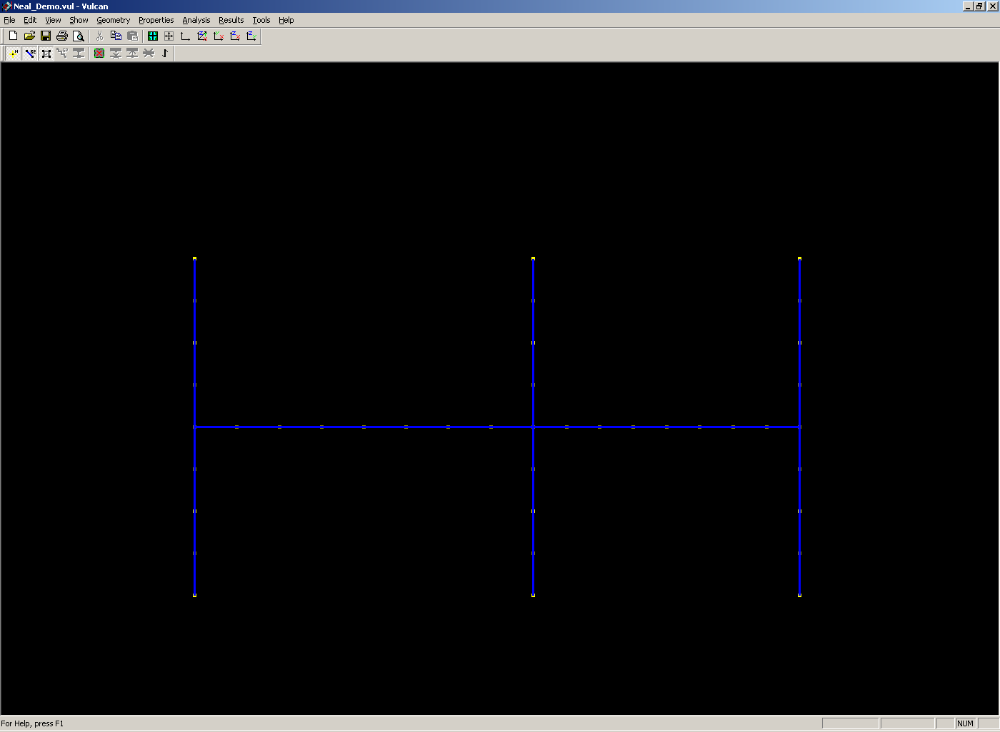 Neal_Demo.vul - Vulcan
File Edit View Show Geometry Properties Analysis Results Tools Help
For Help, press F1
NUM